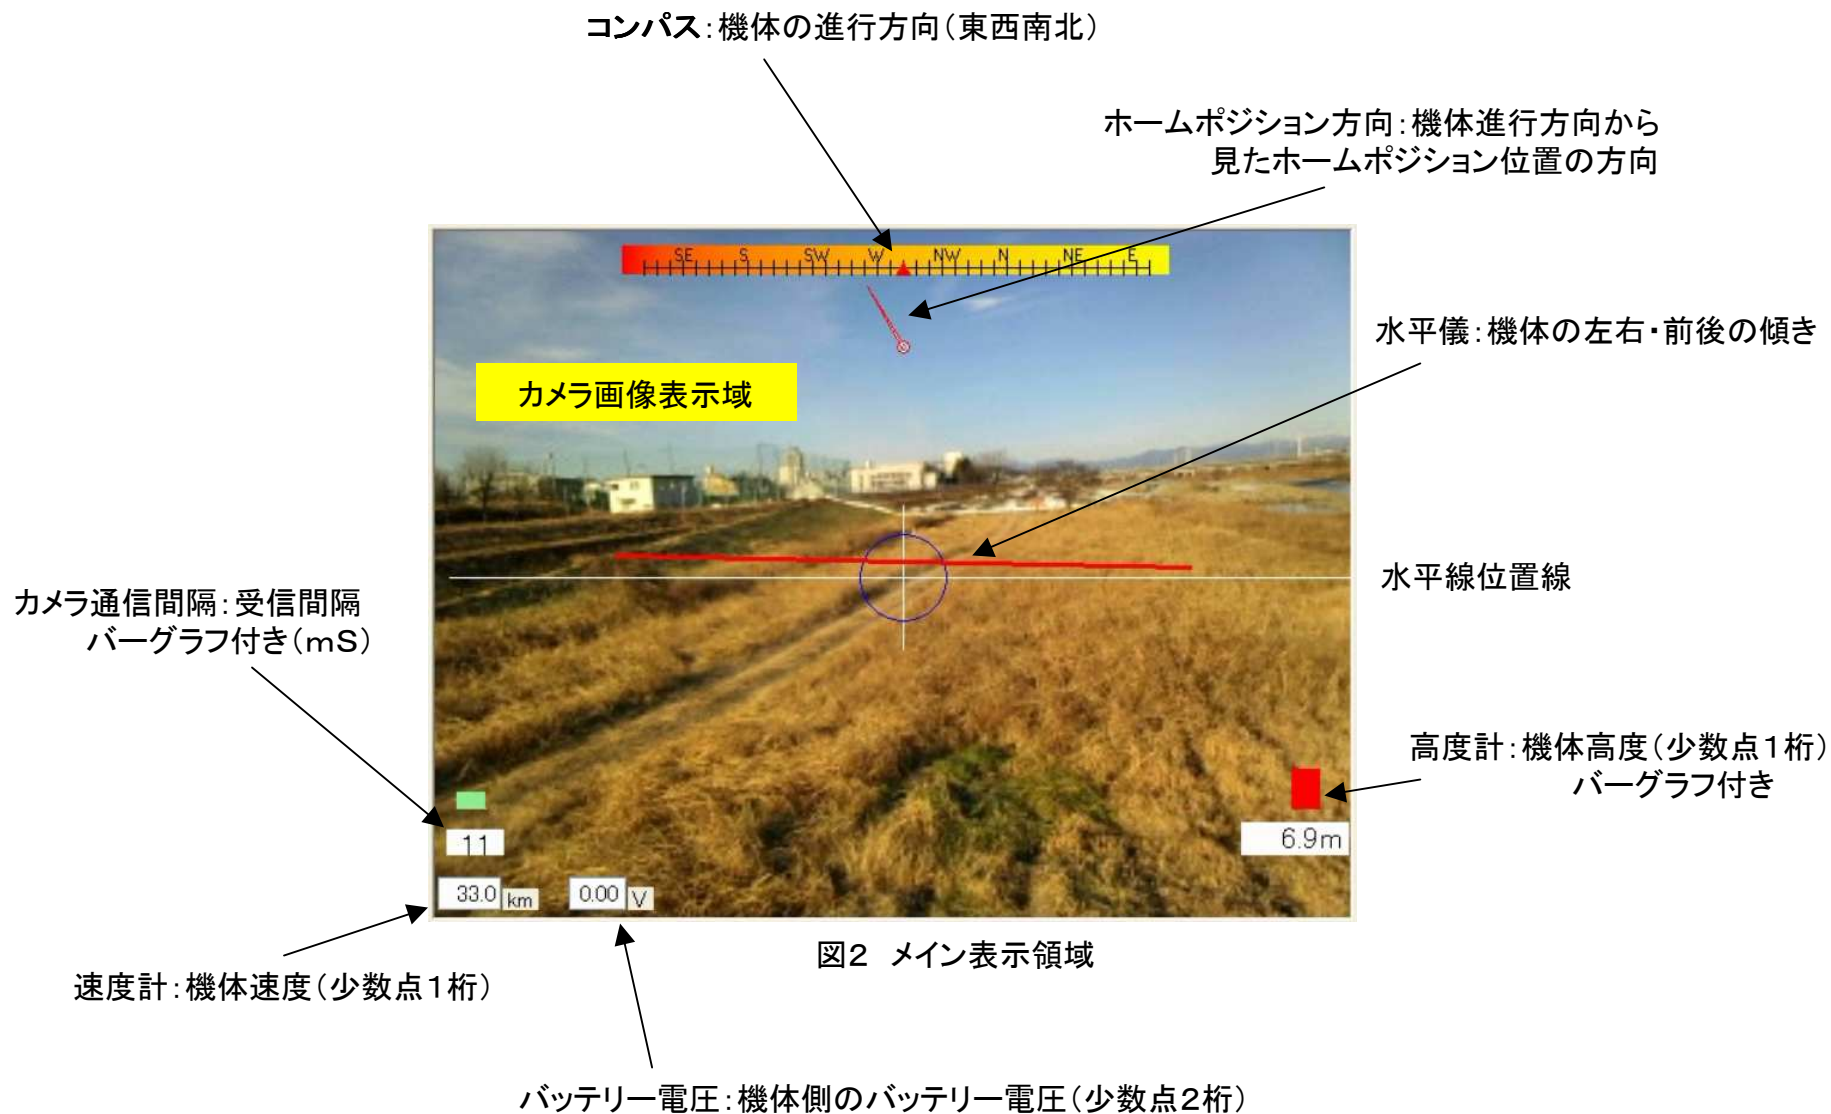 コンパス：機体の進行方向（東西南北）
ホームポジション方向：機体進行方向から
見たホームポジション位置の方向
SE S SW W NW N NE E
水平儀：機体の左右・前後の傾き
カメラ画像表示域
水平線位置線
カメラ通信間隔：受信間隔
バーグラフ付き（ｍS）
高度計：機体高度（少数点１桁）
バーグラフ付き
11
6.9m
33.0 km
0.00 V
図２　メイン表示領域
速度計：機体速度（少数点１桁）
バッテリー電圧：機体側のバッテリー電圧（少数点２桁）